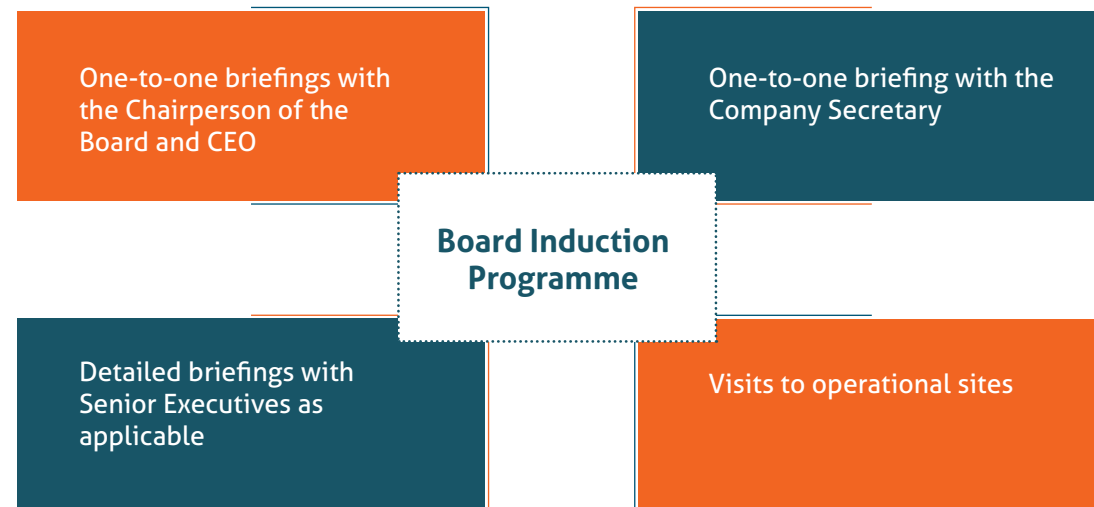 One-to-one briefings with
the Chairperson of the
Board and CEO
One-to-one briefing with the
Company Secretary
Board Induction
Programme
Detailed briefings with
Senior Executives as
applicable
Visits to operational sites